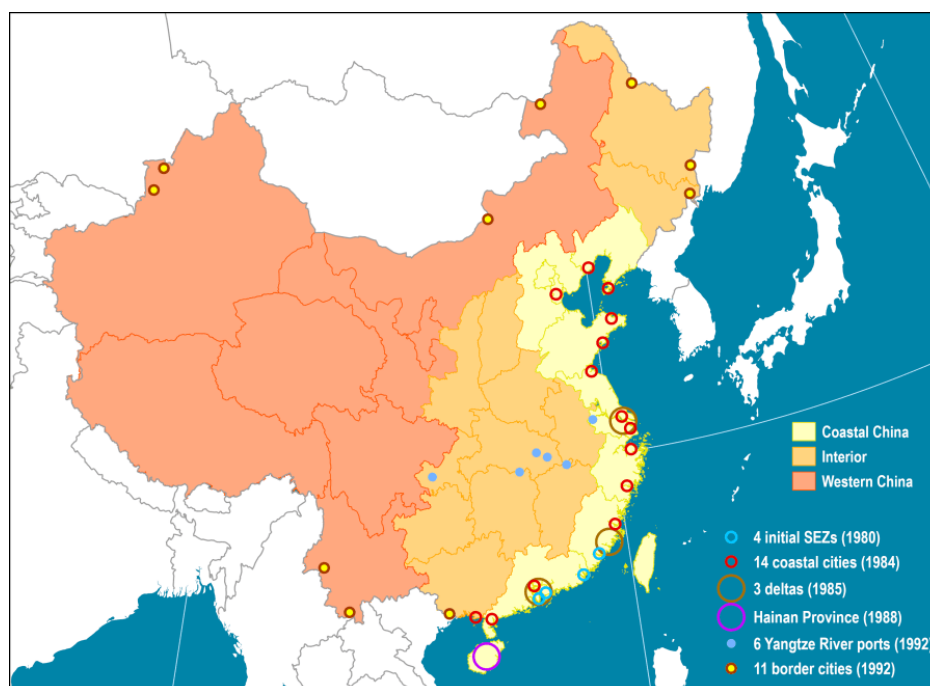 Coastal China
Interior
Western China
4 initial SEZs (1980)
14 coastal cities (1984)
3 deltas (1985)
Hainan Province (1988)
6 Yangtze River ports (1992)
11 border cities (1992)